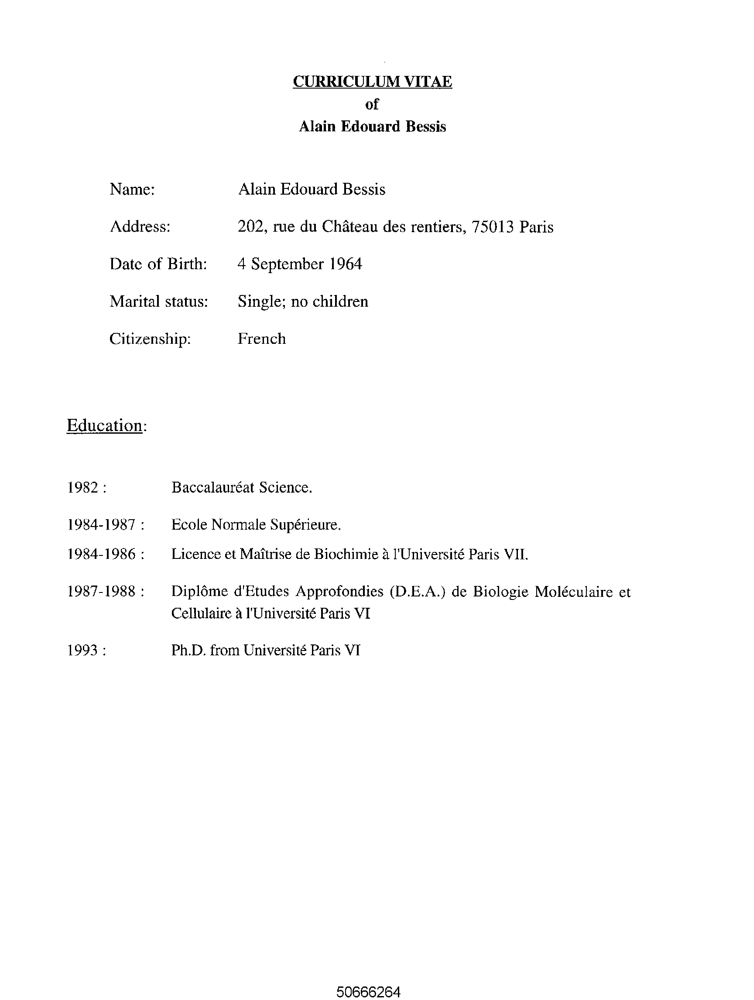 CURRICULUM VITAE
of
Alain Edouard Bessis
Name: Alain Edouard Bessis
Address: 202, rue du Château des rentiers, 75013 Paris
Date of Birth: 4 September 1964
Marital status: Single; no children
Citizenship: French
Education:
1982 : Baccalauréat Science.
1984-1987 : Ecole Normale Supérieure.
1984-1986 : Licence et Maîtrise de Biochimie à l'Université Paris VII.
1987-1988 : Diplôme d'Etudes Approfondies (D.E.A.) de Biologie Moléculaire et
Cellulaire à l'Université Paris VI
1993 : Ph.D. from Université Paris VI
50666264